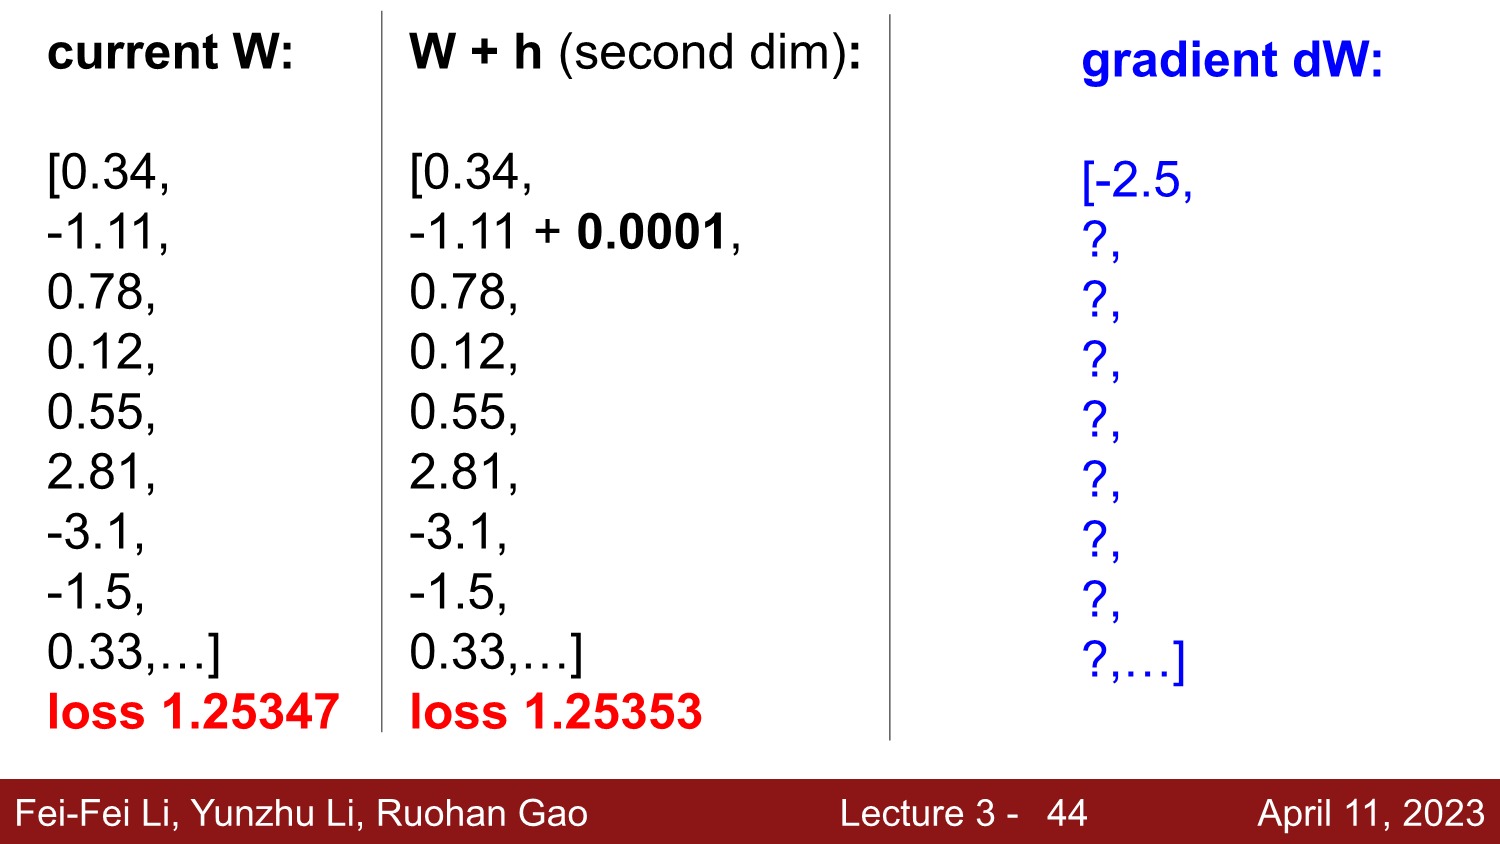 current W:
[0.34,
-1.11,
0.78,
0.12,
0.55,
2.81,
-3.1,
-1.5,
0.33,…]
loss 1.25347
W + h (second dim):
[0.34,
-1.11 + 0.0001,
0.78,
0.12,
0.55,
2.81,
-3.1,
-1.5,
0.33,…]
loss 1.25353
gradient dW:
[-2.5,
?,
?,
?,
?,
?,
?,
?,
?,…]
Fei-Fei Li, Yunzhu Li, Ruohan Gao
Lecture 3 - 44
April 11, 2023